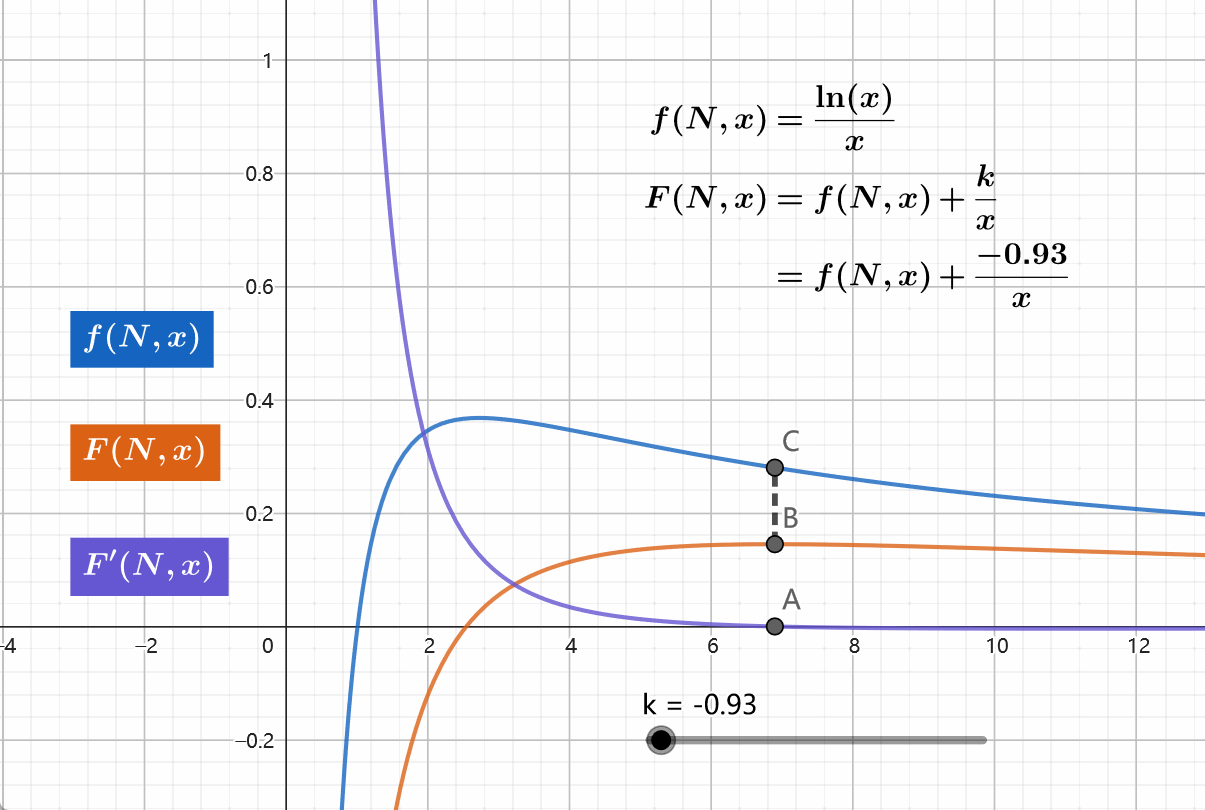 f(N, x) = ln(x)/x
F(N, x) = f(N, x) + k/x
= f(N, x) + −0.93/x
f(N, x)
F(N, x)
F′(N, x)
1
0.8
0.6
0.4
0.2
−0.2
C
B
A
−4 −2 0 2 4 6 8 10 12
k = -0.93